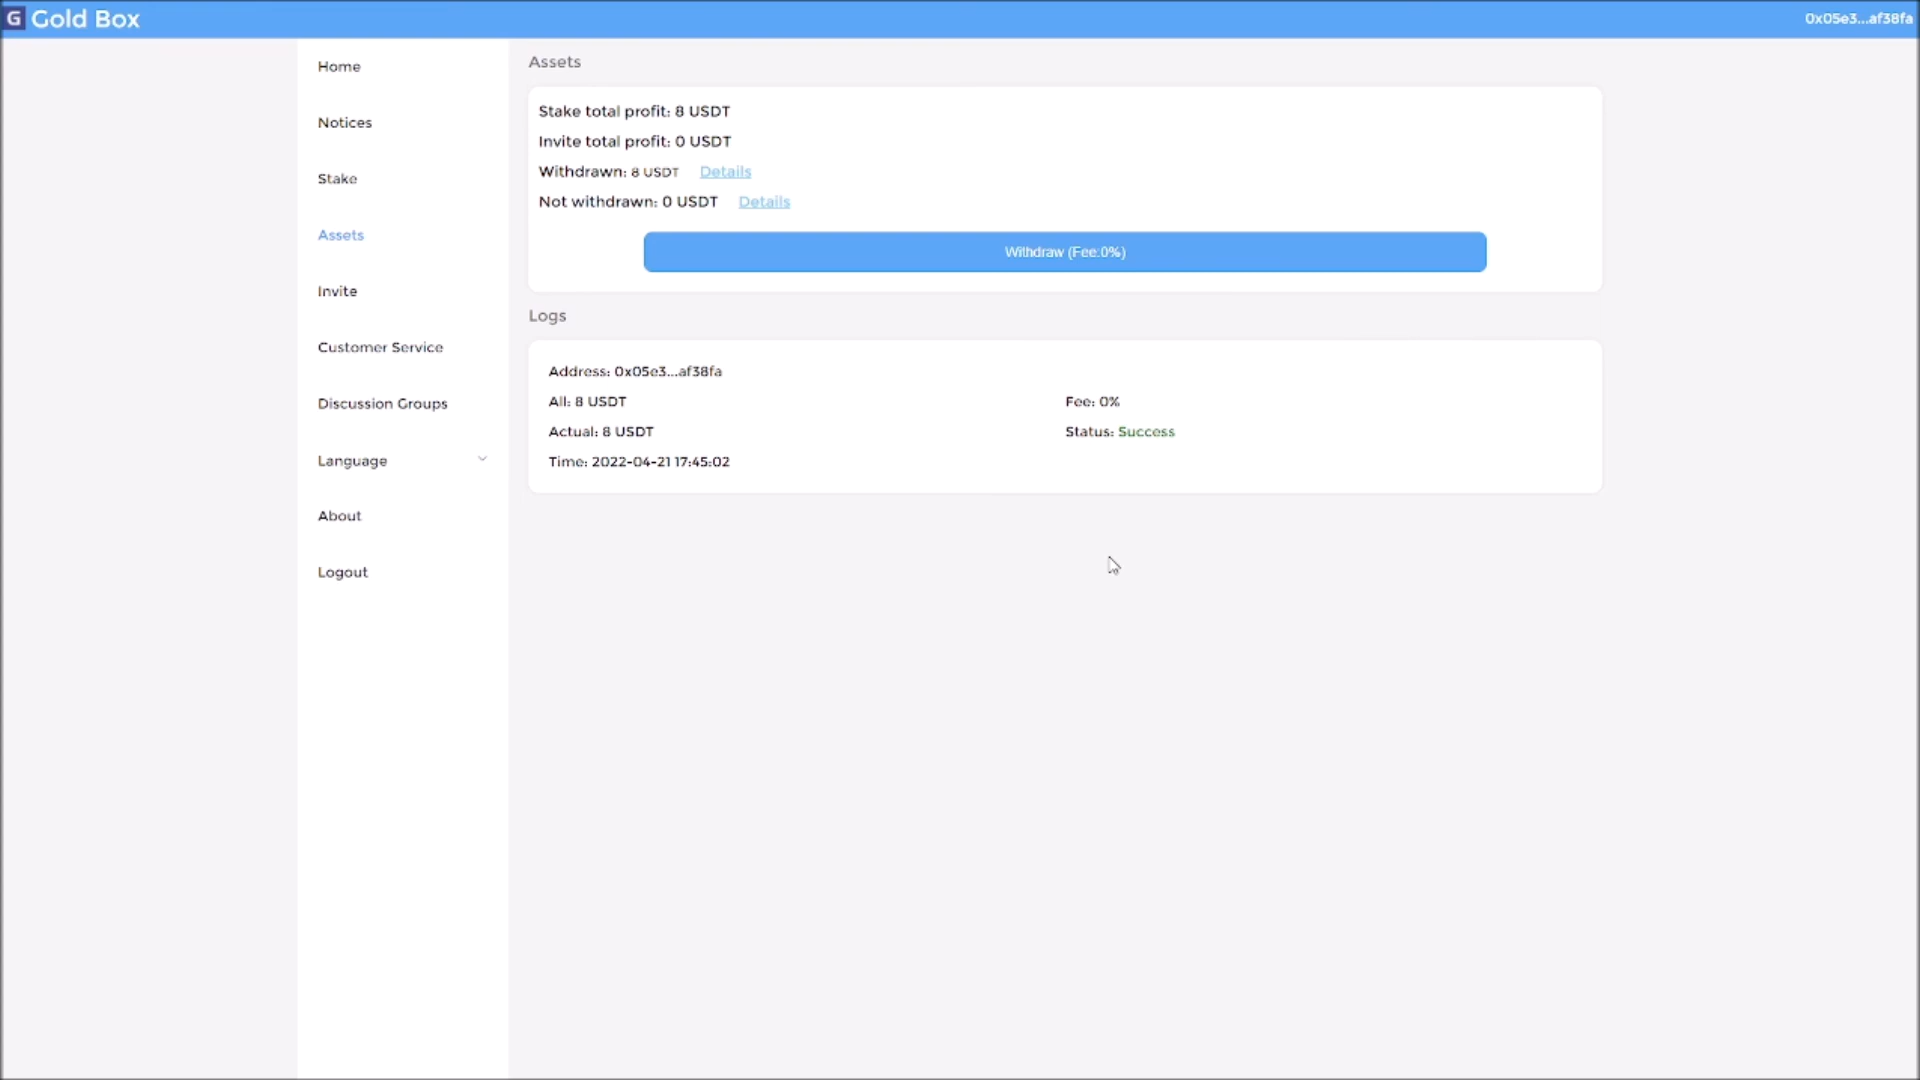 G Gold Box
0x05e3...af38fa
Home
Notices
Stake
Assets
Invite
Customer Service
Discussion Groups
Language
About
Logout
Assets
Stake total profit: 8 USDT
Invite total profit: 0 USDT
Withdrawn: 8 USDT Details
Not withdrawn: 0 USDT Details
Withdraw (Fee:0%)
Logs
Address: 0x05e3...af38fa
All: 8 USDT
Fee: 0%
Actual: 8 USDT
Status: Success
Time: 2022-04-21 17:45:02